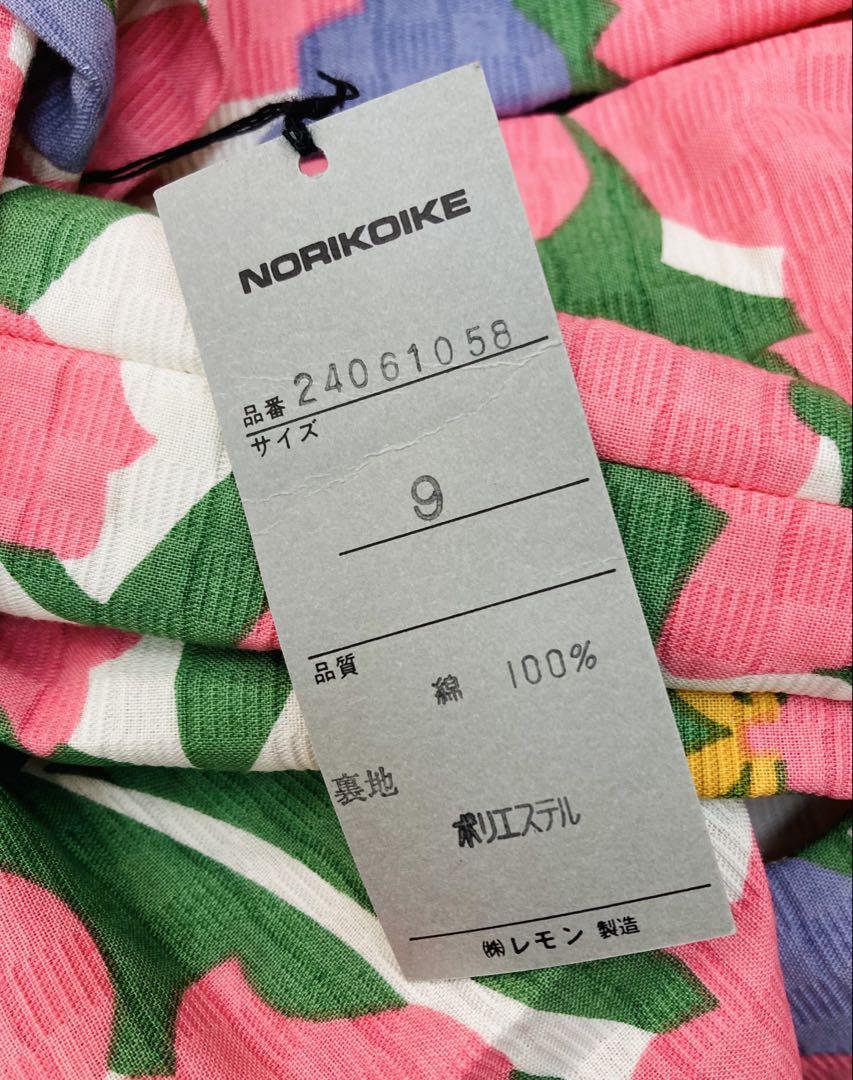 NORIKOIKE
品番 24061058
サイズ
9
品質 綿 100%
裏地
ポリエステル
㈱レモン 製造